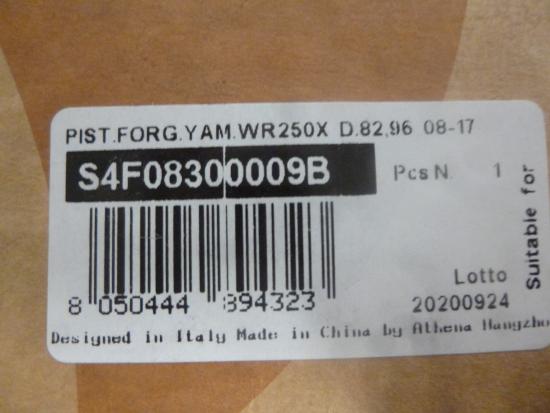 PIST.FORG.YAM.WR250X D.82,96 08-17
S4F08300009B
Pcs N. 1
Suitable for
8 050444 894323
Lotto
20200924
Designed in Italy Made in China by Athena Hangzho